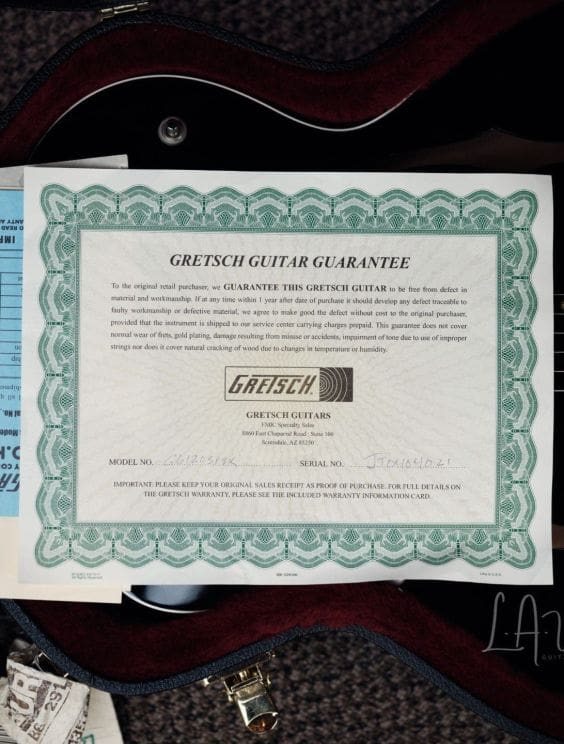 GRETSCH GUITAR GUARANTEE
To the original retail purchaser, we GUARANTEE THIS GRETSCH GUITAR to be free from defect in
material and workmanship. If at any time within 1 year after date of purchase it should develop any defect traceable to
faulty workmanship or defective material, we agree to make good the defect without cost to the original purchaser,
provided that the instrument is shipped to our service center carrying charges prepaid. This guarantee does not cover
normal wear of frets, gold plating, damage resulting from misuse or accidents, impairment of tone due to use of improper
strings nor does it cover natural cracking of wood due to changes in temperature or humidity.
GRETSCH
GRETSCH GUITARS
FMIC Specialty Sales
8860 East Chaparral Road - Suite 100
Scottsdale, AZ 85250
MODEL NO. SERIAL NO.
IMPORTANT: PLEASE KEEP YOUR ORIGINAL SALES RECEIPT AS PROOF OF PURCHASE. FOR FULL DETAILS ON
THE GRETSCH WARRANTY, PLEASE SEE THE INCLUDED WARRANTY INFORMATION CARD.
L.A.V
GUIT